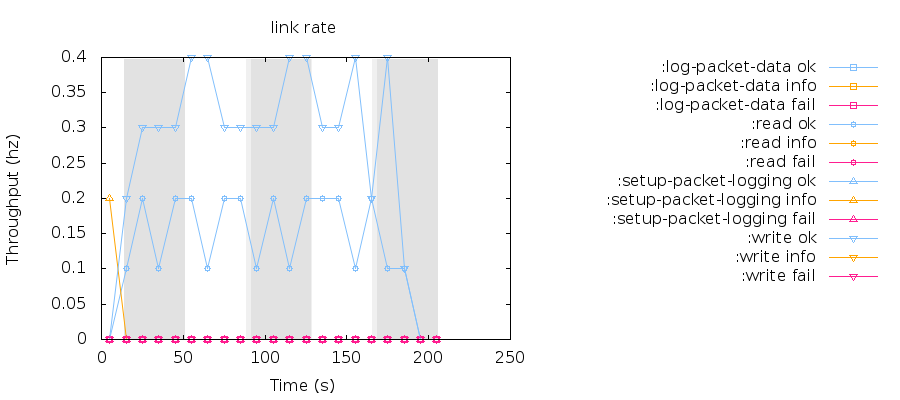 link rate
Throughput (hz)
0.4
0.35
0.3
0.25
0.2
0.15
0.1
0.05
0
0 50 100 150 200 250
Time (s)
:log-packet-data ok
:log-packet-data info
:log-packet-data fail
:read ok
:read info
:read fail
:setup-packet-logging ok
:setup-packet-logging info
:setup-packet-logging fail
:write ok
:write info
:write fail